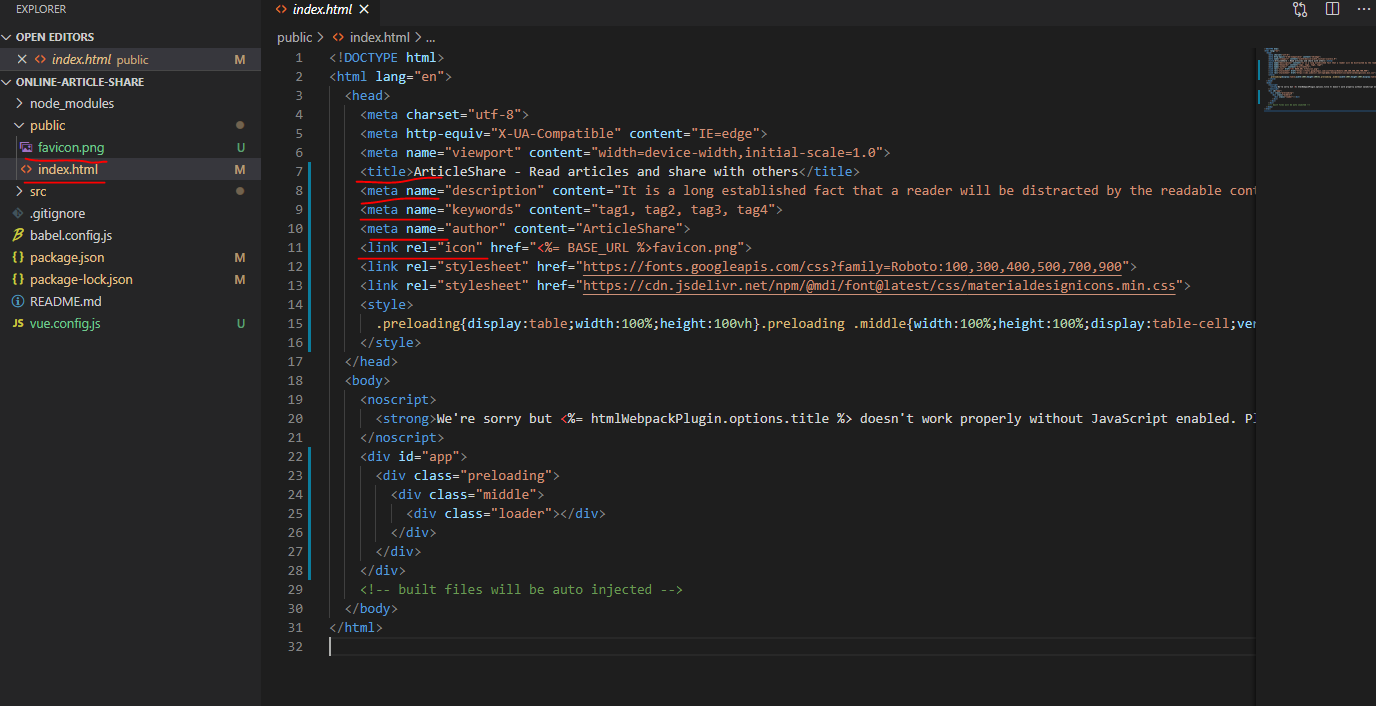 EXPLORER
OPEN EDITORS
index.html public M
ONLINE-ARTICLE-SHARE
node_modules
public
favicon.png U
index.html M
src
.gitignore
babel.config.js
package.json M
package-lock.json M
README.md
JS vue.config.js U
index.html
public > index.html > ...
1 <!DOCTYPE html>
2 <html lang="en">
3 <head>
4 <meta charset="utf-8">
5 <meta http-equiv="X-UA-Compatible" content="IE=edge">
6 <meta name="viewport" content="width=device-width,initial-scale=1.0">
7 <title>ArticleShare - Read articles and share with others</title>
8 <meta name="description" content="It is a long established fact that a reader will be distracted by the readable cont
9 <meta name="keywords" content="tag1, tag2, tag3, tag4">
10 <meta name="author" content="ArticleShare">
11 <link rel="icon" href="<%= BASE_URL %>favicon.png">
12 <link rel="stylesheet" href="https://fonts.googleapis.com/css?family=Roboto:100,300,400,500,700,900">
13 <link rel="stylesheet" href="https://cdn.jsdelivr.net/npm/@mdi/font@latest/css/materialdesignicons.min.css">
14 <style>
15 .preloading{display:table;width:100%;height:100vh}.preloading .middle{width:100%;height:100%;display:table-cell;ver
16 </style>
17 </head>
18 <body>
19 <noscript>
20 <strong>We're sorry but <%= htmlWebpackPlugin.options.title %> doesn't work properly without JavaScript enabled. Pl
21 </noscript>
22 <div id="app">
23 <div class="preloading">
24 <div class="middle">
25 <div class="loader"></div>
26 </div>
27 </div>
28 </div>
29 <!-- built files will be auto injected -->
30 </body>
31 </html>
32